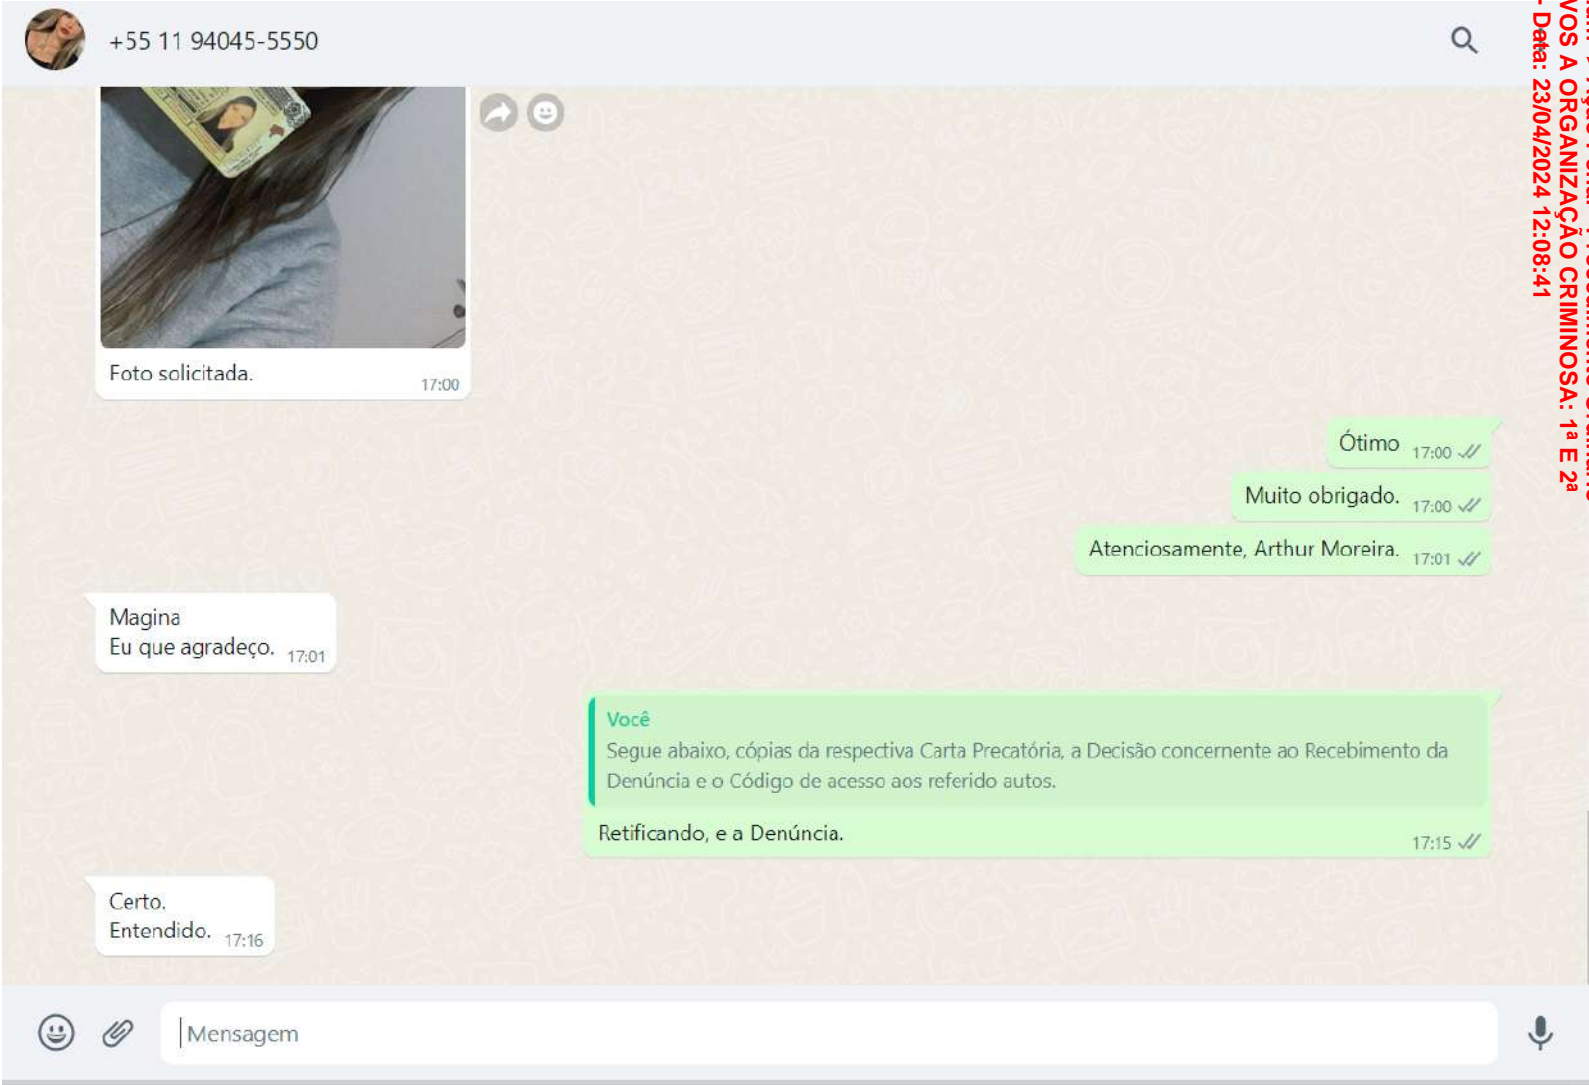 +55 11 94045-5550
Foto solicitada.
17:00
Ótimo 17:00
Muito obrigado. 17:00
Atenciosamente, Arthur Moreira. 17:01
Magina
Eu que agradeço. 17:01
Você
Segue abaixo, cópias da respectiva Carta Precatória, a Decisão concernente ao Recebimento da
Denúncia e o Código de acesso aos referido autos.
Retificando, e a Denúncia.
17:15
Certo.
Entendido. 17:16
Mensagem
VOS A ORGANIZAÇÃO CRIMINOSA: 1ª E 2ª
- Data: 23/04/2024 12:08:41